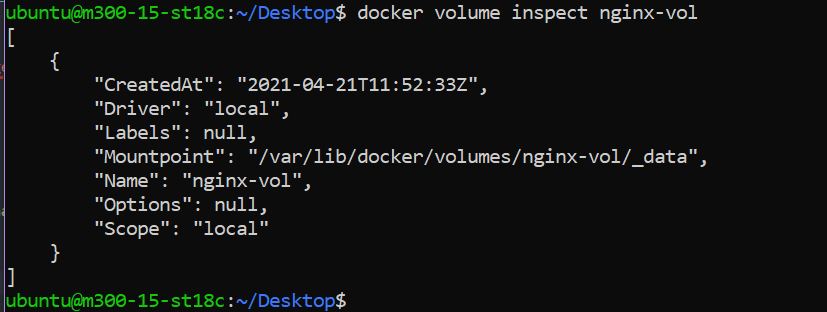 ubuntu@m300-15-st18c:~/Desktop$ docker volume inspect nginx-vol
[
    {
        "CreatedAt": "2021-04-21T11:52:33Z",
        "Driver": "local",
        "Labels": null,
        "Mountpoint": "/var/lib/docker/volumes/nginx-vol/_data",
        "Name": "nginx-vol",
        "Options": null,
        "Scope": "local"
    }
]
ubuntu@m300-15-st18c:~/Desktop$